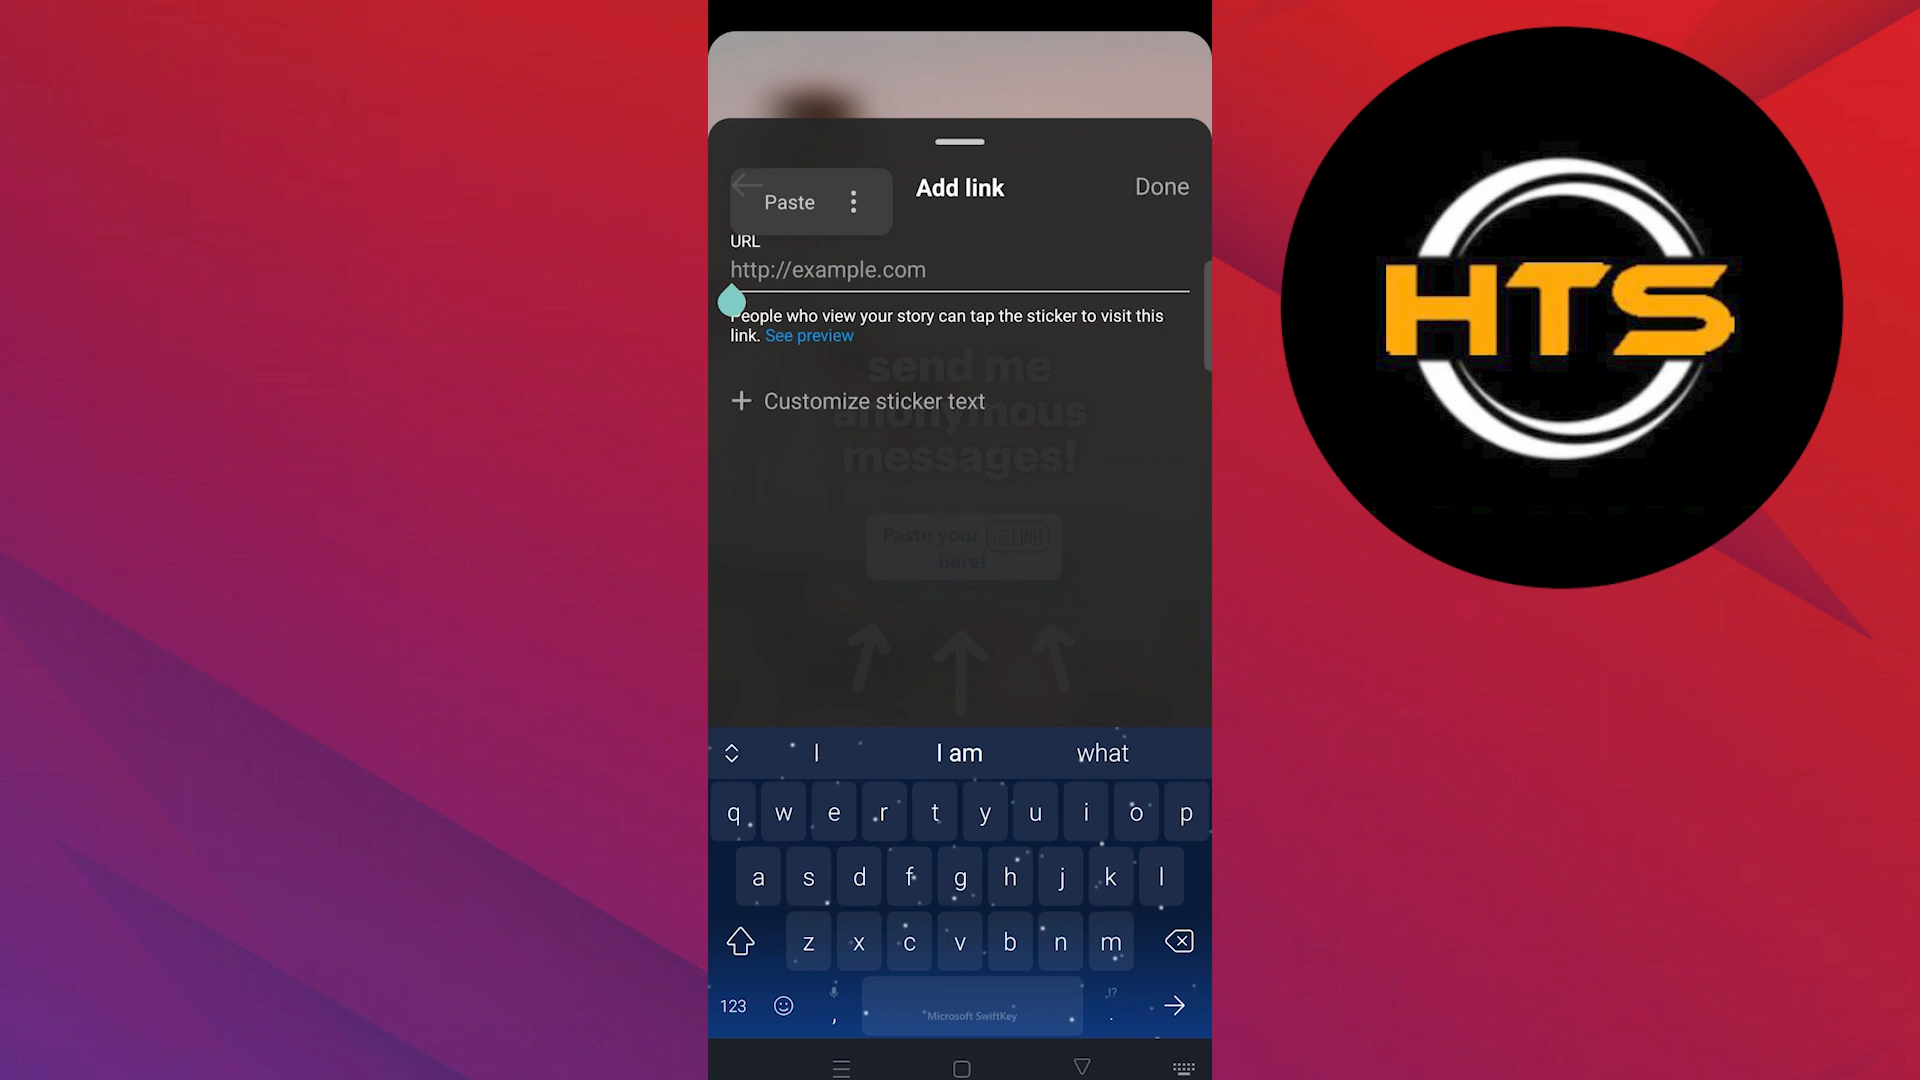 Paste
Add link
Done
URL
http://example.com
People who view your story can tap the sticker to visit this
link. See preview
send me
Customize sticker text
anonymous
messages!
Paste your LINK
here!
I
I am
what
q w e r t y u i o p
a s d f g h j k l
z x c v b n m
123
,
,!?
.
Microsoft SwiftKey
HTS